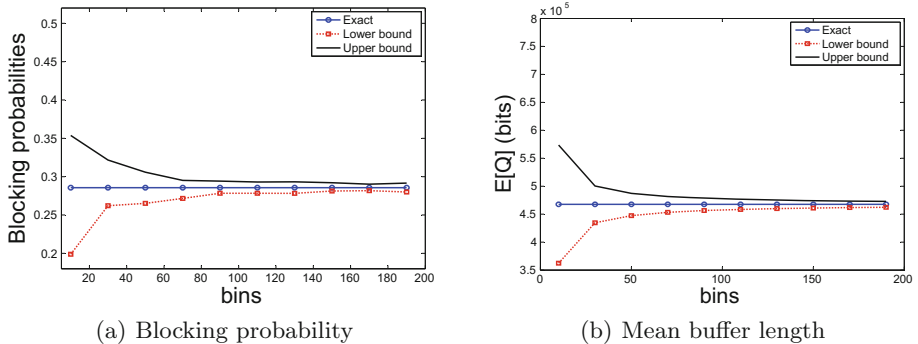 0.5
0.45
0.4
0.35
0.3
0.25
0.2
Blocking probabilities
Exact
Lower bound
Upper bound
20 40 60 80 100 120 140 160 180 200
bins
(a) Blocking probability
x 10^5
8
7.5
7
6.5
6
5.5
5
4.5
4
3.5
E[Q] (bits)
Exact
Lower bound
Upper bound
0 50 100 150 200
bins
(b) Mean buffer length